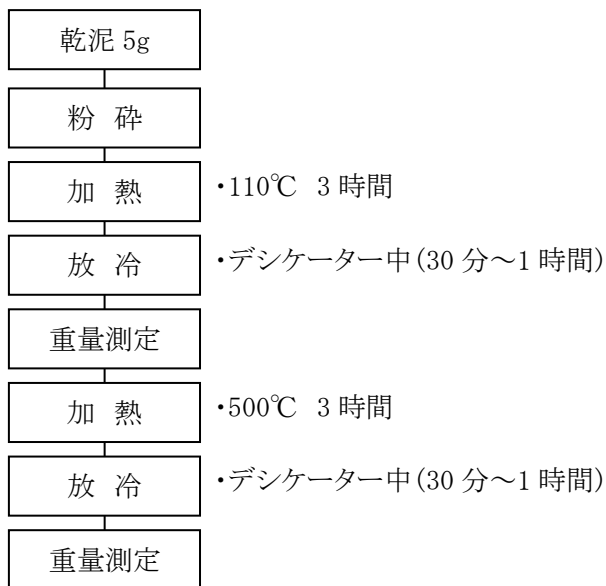 乾泥 5g
粉 砕
加 熱 ・110℃ 3 時間
放 冷 ・デシケーター中(30 分～1 時間)
重量測定
加 熱 ・500℃ 3 時間
放 冷 ・デシケーター中(30 分～1 時間)
重量測定